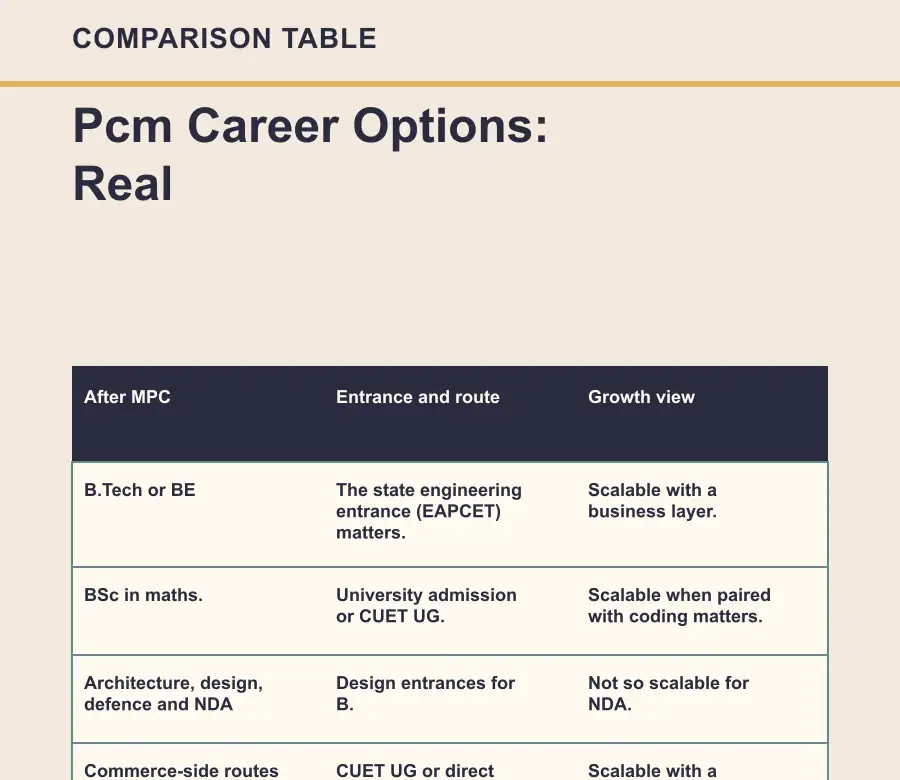 COMPARISON TABLE
Pcm Career Options:
Real
After MPC
Entrance and route
Growth view
B.Tech or BE
The state engineering
entrance (EAPCET)
matters.
Scalable with a
business layer.
BSc in maths.
University admission
or CUET UG.
Scalable when paired
with coding matters.
Architecture, design,
defence and NDA
Design entrances for
B.
Not so scalable for
NDA.
Commerce-side routes
CUET UG or direct
Scalable with a